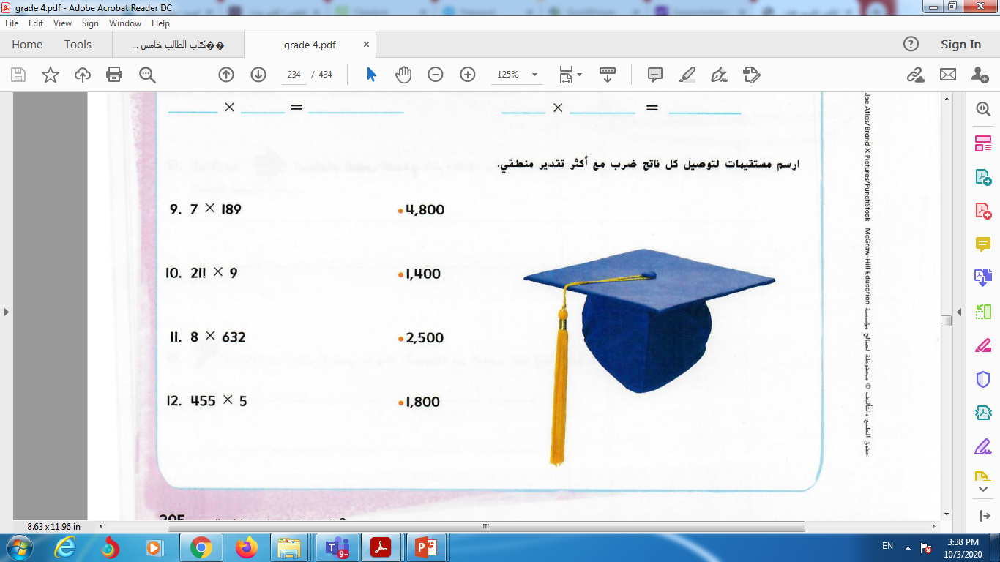 grade 4.pdf - Adobe Acrobat Reader DC
File Edit View Sign Window Help
Home Tools ��كتاب الطالب خامس ... grade 4.pdf × ? Sign In
234 / 434 125%
____ × ____ = ____ ____ × ____ = ____
ارسم مستقيمات لتوصيل كل ناتج ضرب مع أكثر تقدير منطقي.
9. 7 × 189 • 4,800
10. 211 × 9 • 1,400
11. 8 × 632 • 2,500
12. 455 × 5 • 1,800
Joe Atlas/Brand X Pictures/PunchStock McGraw-Hill Education حقوق الطبع والتأليف © محفوظة لصالح مؤسسة
8.63 x 11.96 in
9+
EN 3:38 PM
10/3/2020